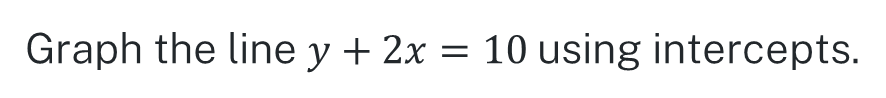 Graph the line y + 2x = 10 using intercepts.